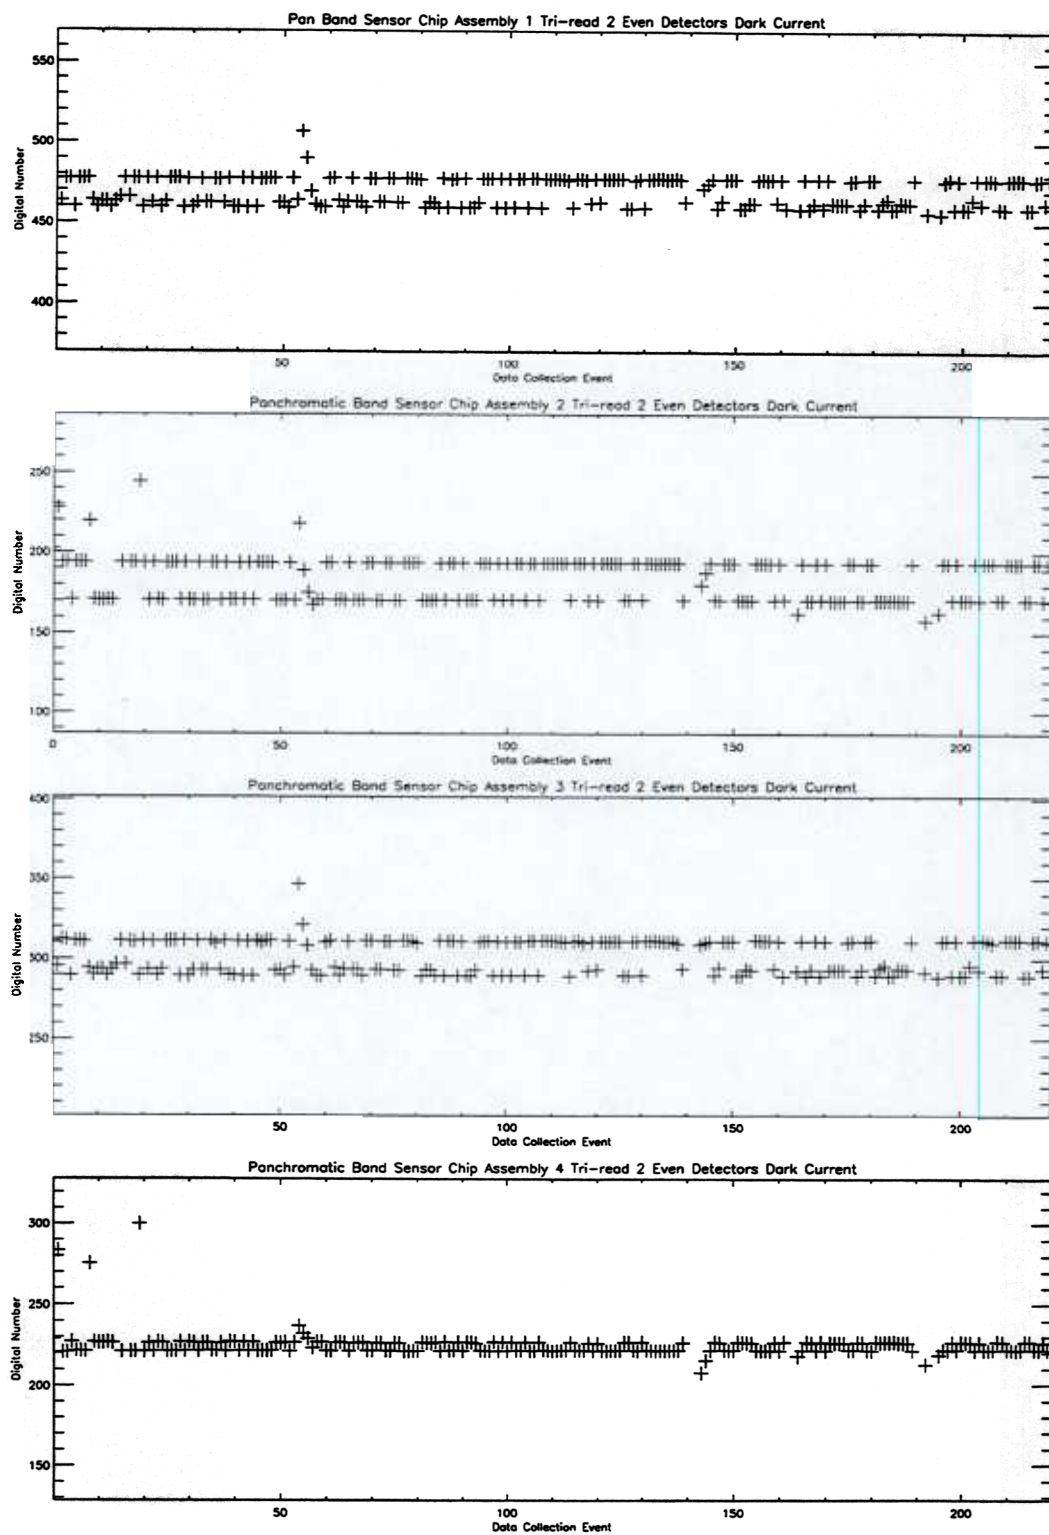 Pan Band Sensor Chip Assembly 1 Tri-read 2 Even Detectors Dark Current
550
500
450
400
Digital Number
50 100 150 200
Data Collection Event
Panchromatic Band Sensor Chip Assembly 2 Tri-read 2 Even Detectors Dark Current
250
200
150
100
Digital Number
0 50 100 150 200
Data Collection Event
Panchromatic Band Sensor Chip Assembly 3 Tri-read 2 Even Detectors Dark Current
400
350
300
250
Digital Number
50 100 150 200
Data Collection Event
Panchromatic Band Sensor Chip Assembly 4 Tri-read 2 Even Detectors Dark Current
300
250
200
150
Digital Number
50 100 150 200
Data Collection Event